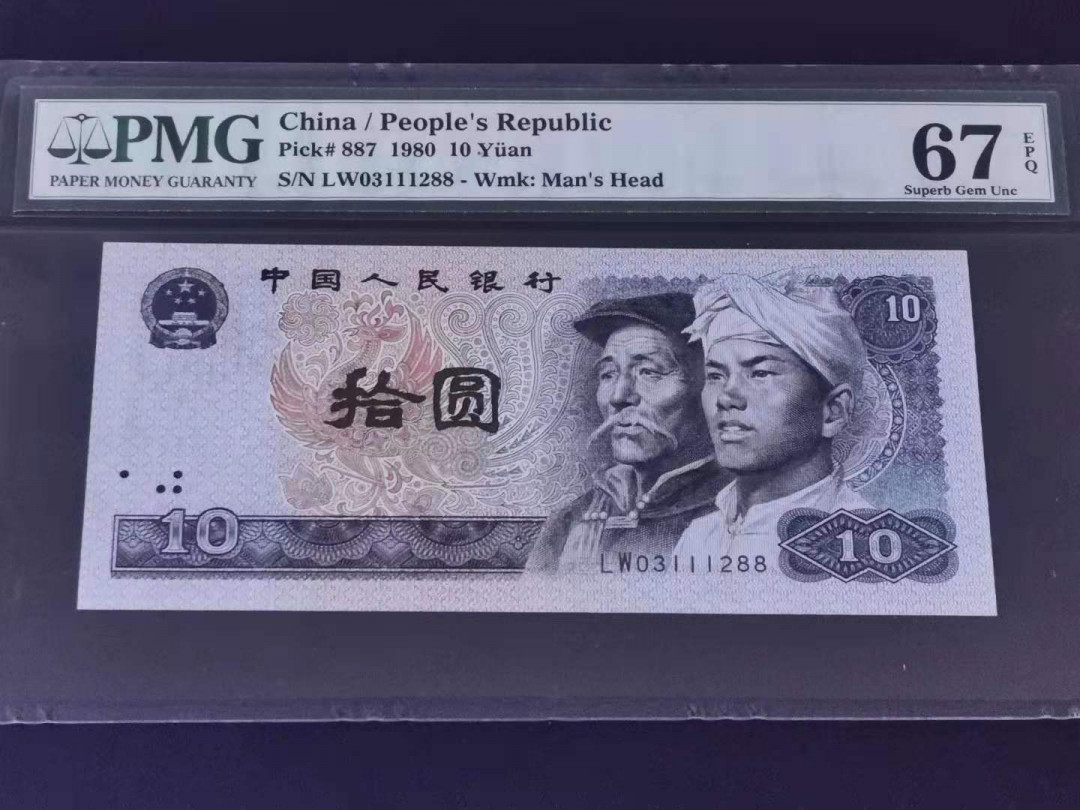 PMG
PAPER MONEY GUARANTY
China / People's Republic
Pick# 887 1980 10 Yüan
S/N LW03111288 - Wmk: Man's Head
67
EPQ
Superb Gem Unc
中国人民银行
10
拾圆
10
LW03111288
10